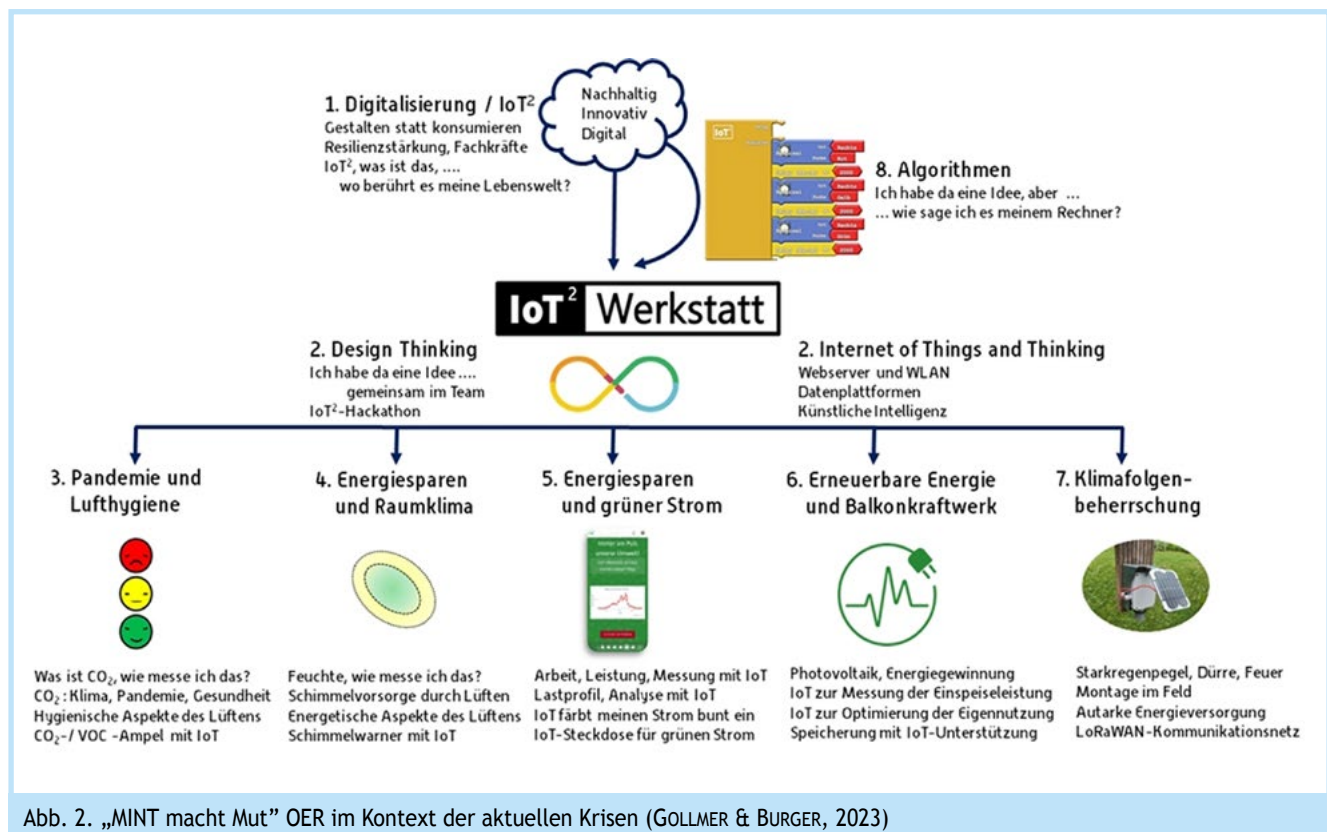 1. Digitalisierung / IoT²
Gestalten statt konsumieren
Resilienzstärkung, Fachkräfte
IoT², was ist das, ....
wo berührt es meine Lebenswelt?
Nachhaltig
Innovativ
Digital
IoT²
8. Algorithmen
Ich habe da eine Idee, aber ...
... wie sage ich es meinem Rechner?
IoT² Werkstatt
2. Design Thinking
Ich habe da eine Idee ....
gemeinsam im Team
IoT²-Hackathon
2. Internet of Things and Thinking
Webserver und WLAN
Datenplattformen
Künstliche Intelligenz
3. Pandemie und
Lufthygiene
Was ist CO₂, wie messe ich das?
CO₂ : Klima, Pandemie, Gesundheit
Hygienische Aspekte des Lüftens
CO₂-/ VOC -Ampel mit IoT
4. Energiesparen
und Raumklima
Feuchte, wie messe ich das?
Schimmelvorsorge durch Lüften
Energetische Aspekte des Lüftens
Schimmelwarner mit IoT
5. Energiesparen
und grüner Strom
Arbeit, Leistung, Messung mit IoT
Lastprofil, Analyse mit IoT
IoT färbt meinen Strom bunt ein
IoT-Steckdose für grünen Strom
6. Erneuerbare Energie
und Balkonkraftwerk
Photovoltaik, Energiegewinnung
IoT zur Messung der Einspeiseleistung
IoT zur Optimierung der Eigennutzung
Speicherung mit IoT-Unterstützung
7. Klimafolgen-
beherrschung
Starkregenpegel, Dürre, Feuer
Montage im Feld
Autarke Energieversorgung
LoRaWAN-Kommunikationsnetz
Abb. 2. „MINT macht Mut” OER im Kontext der aktuellen Krisen (GOLLMER & BURGER, 2023)